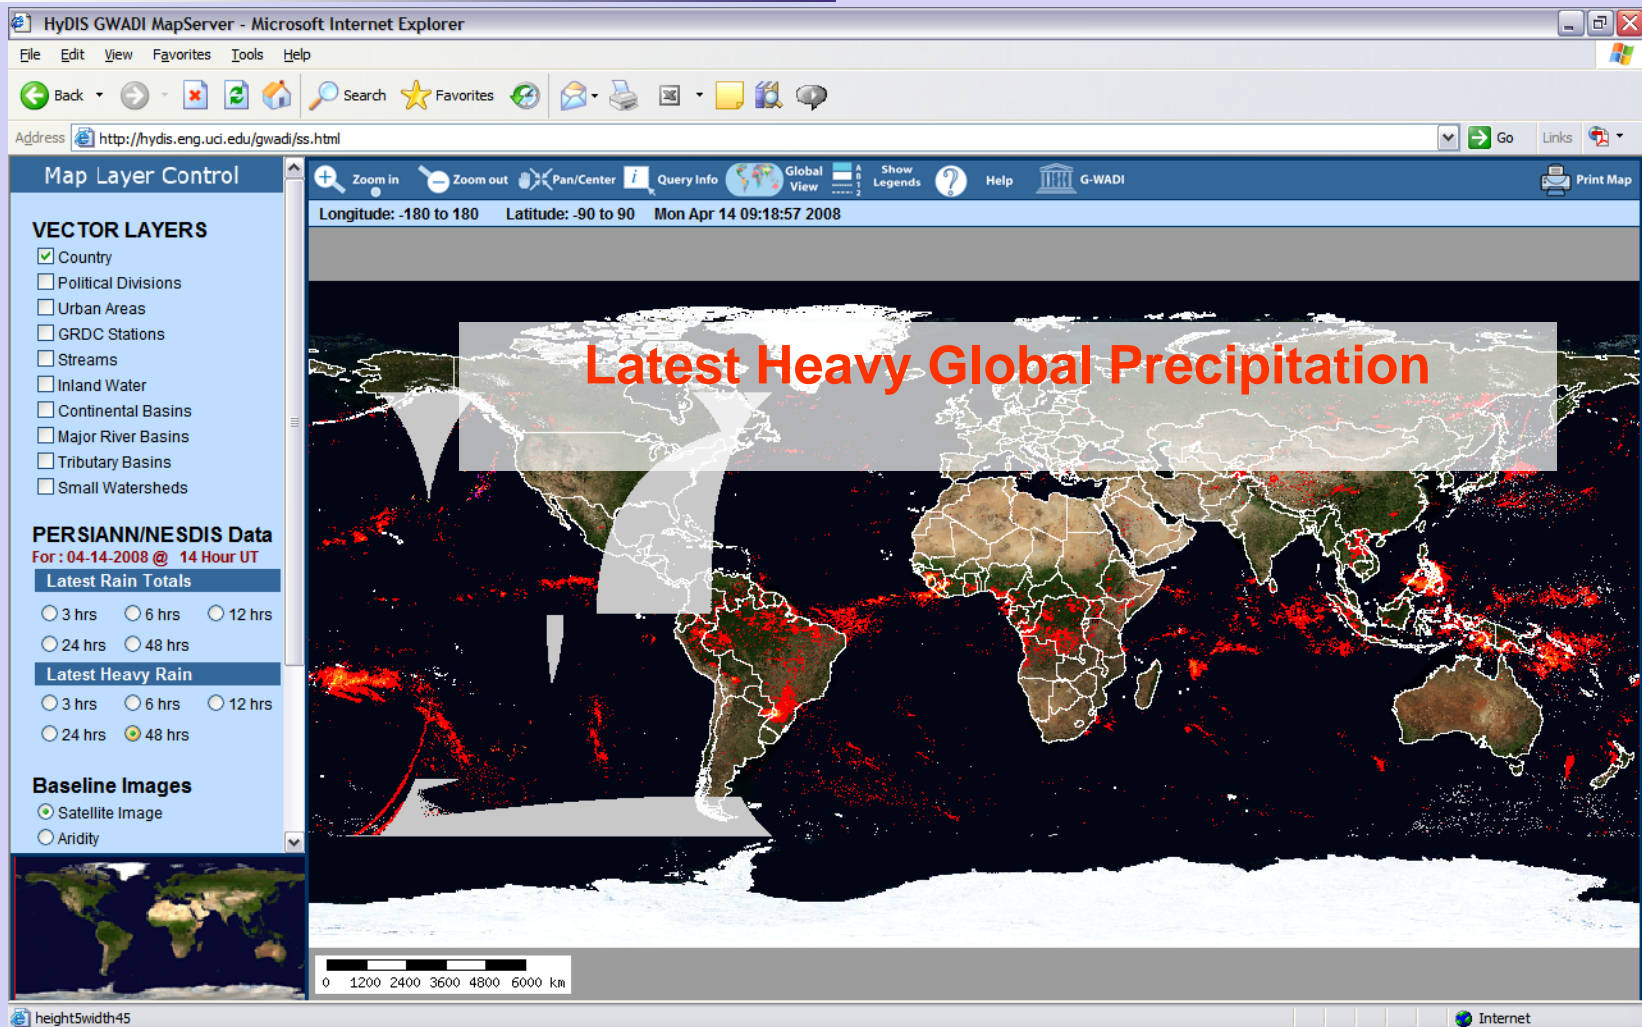 HyDIS GWADI MapServer - Microsoft Internet Explorer
File Edit View Favorites Tools Help
Back Search Favorites
Address http://hydis.eng.uci.edu/gwadi/ss.html Go Links
Map Layer Control
Zoom in Zoom out Pan/Center Query Info Global View Show Legends Help G-WADI Print Map
Longitude: -180 to 180 Latitude: -90 to 90 Mon Apr 14 09:18:57 2008
VECTOR LAYERS
Country
Political Divisions
Urban Areas
GRDC Stations
Streams
Inland Water
Continental Basins
Major River Basins
Tributary Basins
Small Watersheds
PERSIANN/NESDIS Data
For : 04-14-2008 @ 14 Hour UT
Latest Rain Totals
3 hrs 6 hrs 12 hrs
24 hrs 48 hrs
Latest Heavy Rain
3 hrs 6 hrs 12 hrs
24 hrs 48 hrs
Baseline Images
Satellite Image
Aridity
Latest Heavy Global Precipitation
0 1200 2400 3600 4800 6000 km
height5width45
Internet